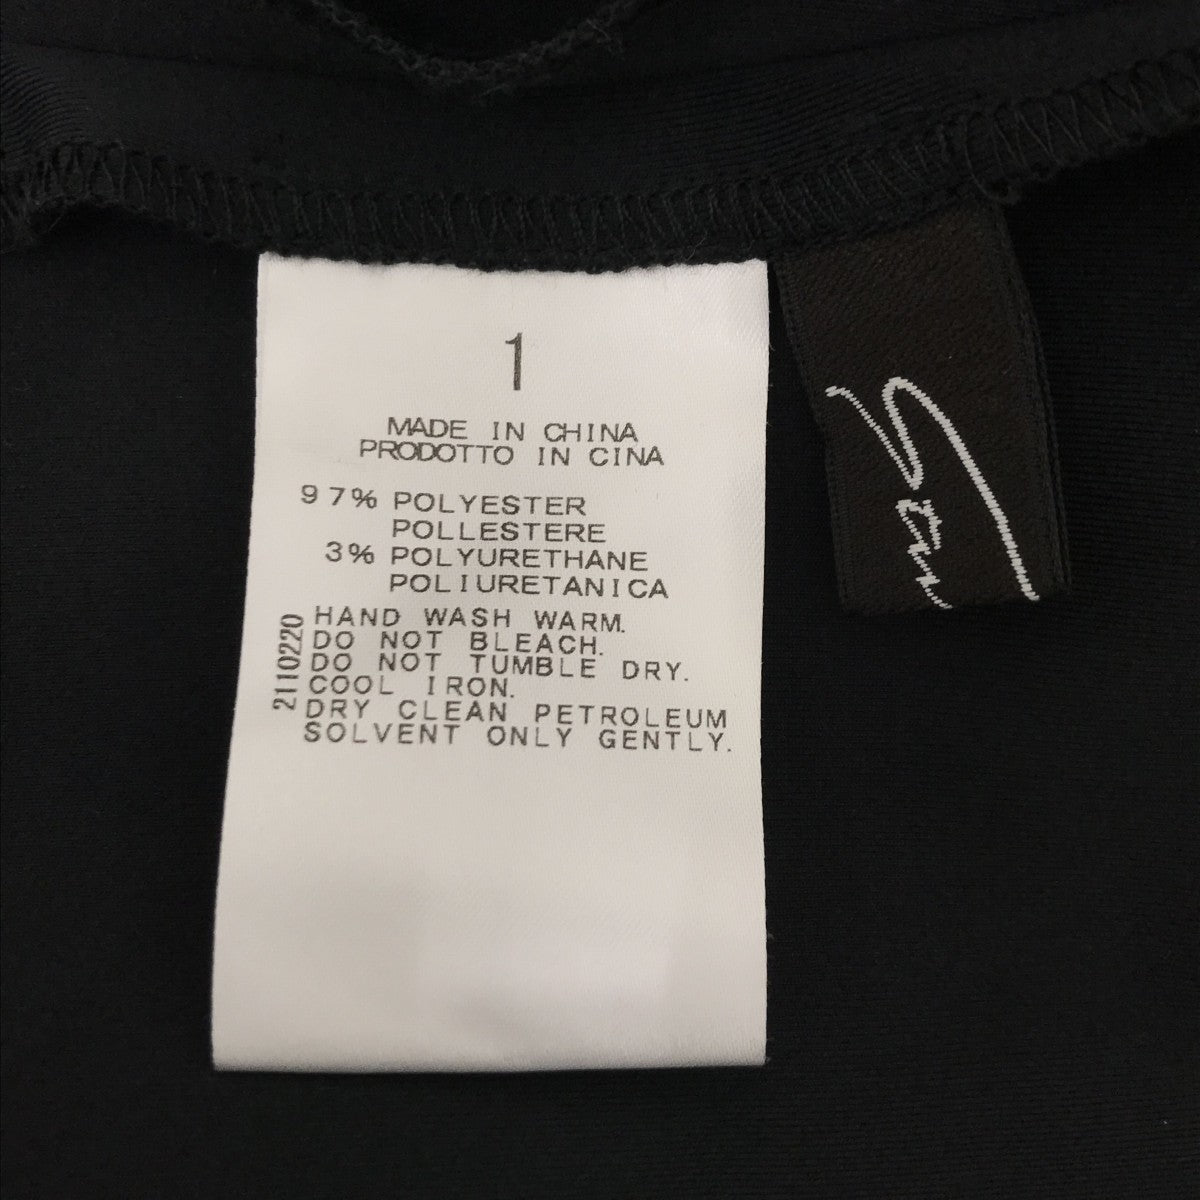 1
MADE IN CHINA
PRODOTTO IN CINA
97% POLYESTER
POLLESTERE
3% POLYURETHANE
POLIURETANICA
HAND WASH WARM.
DO NOT BLEACH.
DO NOT TUMBLE DRY.
COOL IRON.
DRY CLEAN PETROLEUM
SOLVENT ONLY GENTLY.
2110220